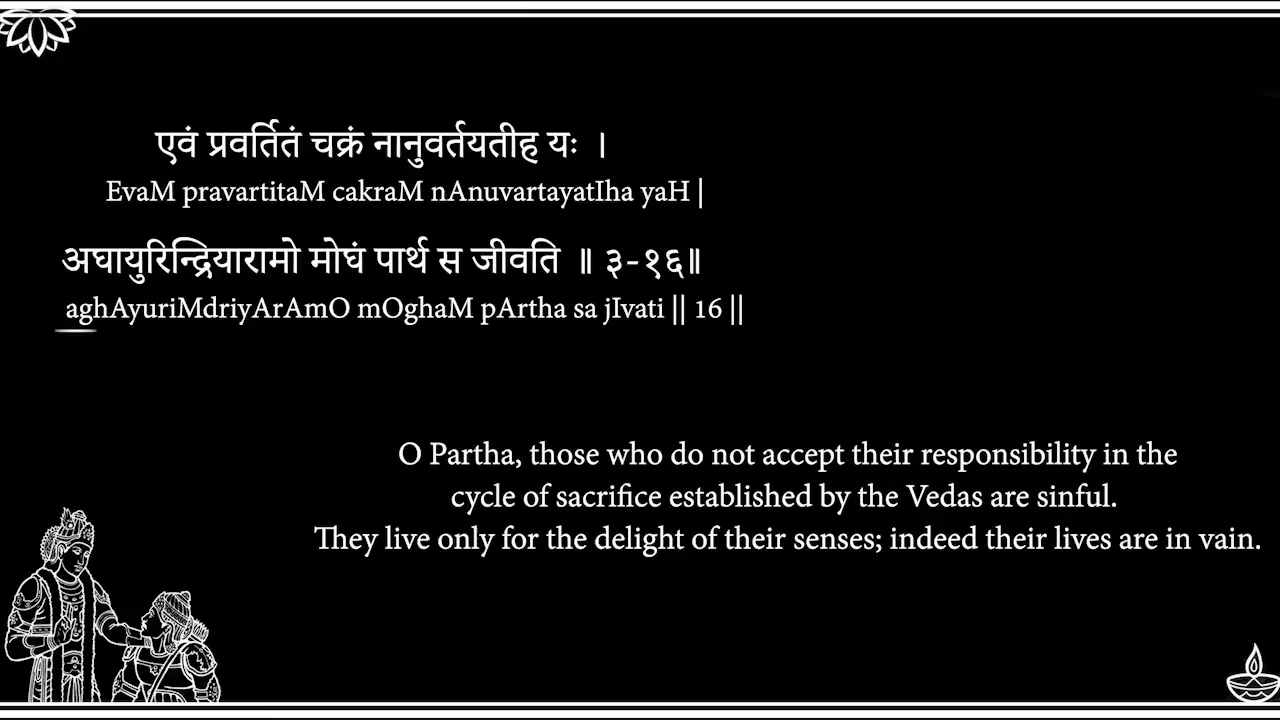 एवं प्रवर्तितं चक्रं नानुवर्तयतीह यः ।
EvaM pravartitaM cakraM nAnuvartayatIha yaH |
अघायुरिन्द्रियारामो मोघं पार्थ स जीवति ॥ ३-१६॥
aghAyuriMdriyArAmO mOghaM pArtha sa jIvati || 16 ||
O Partha, those who do not accept their responsibility in the
cycle of sacrifice established by the Vedas are sinful.
They live only for the delight of their senses; indeed their lives are in vain.